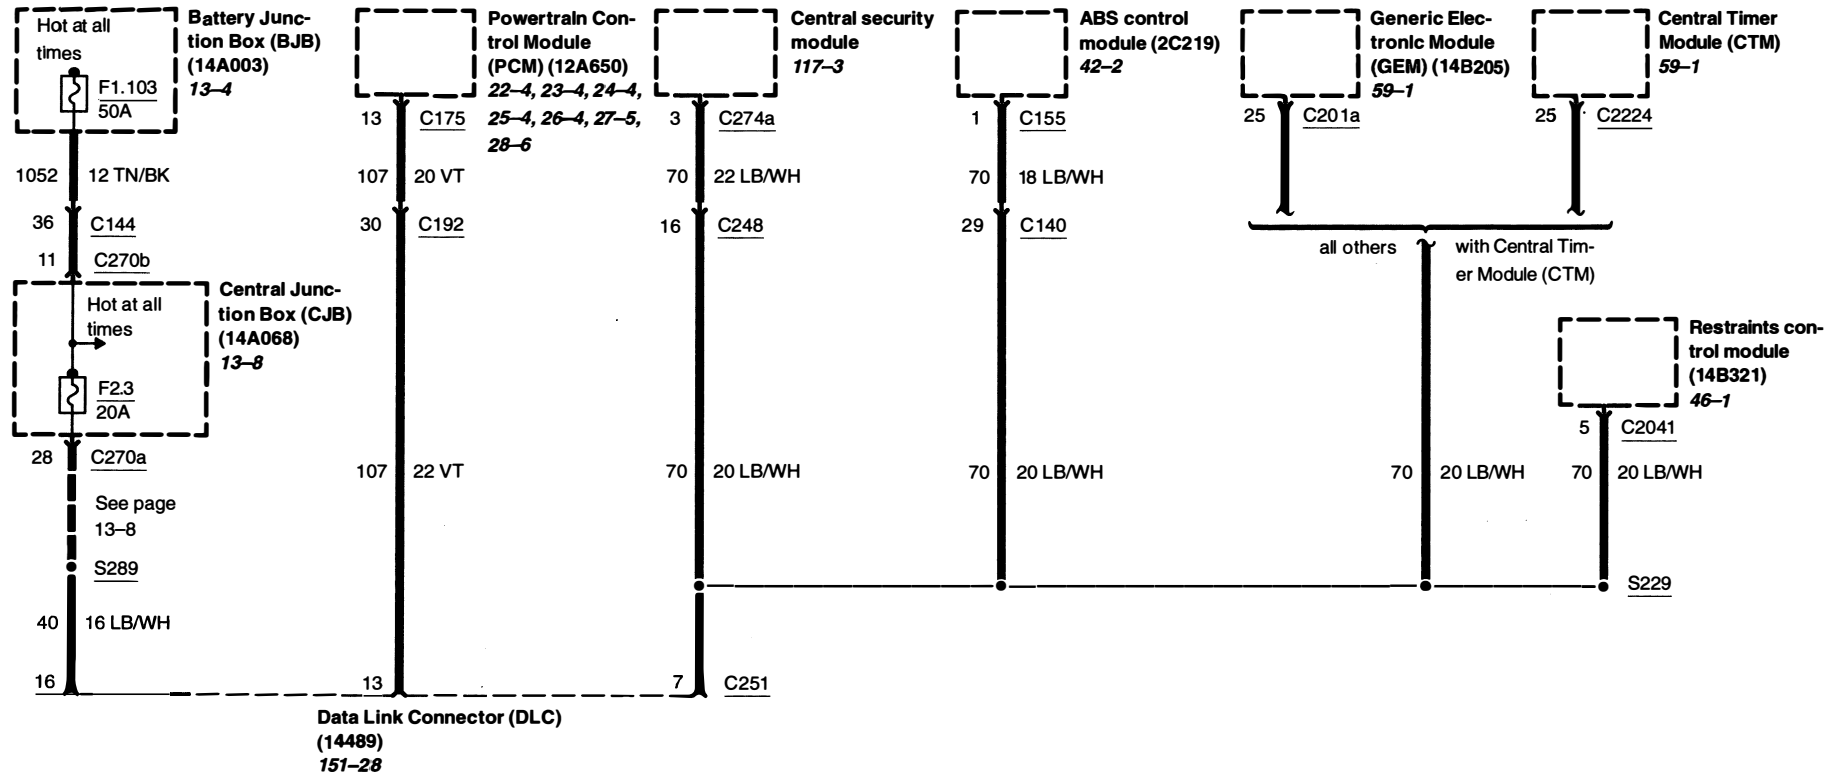 Hot at all
times
F1.103
50A
Battery Junc-
tion Box (BJB)
(14A003)
13–4
Powertrain Con-
trol Module
(PCM) (12A650)
22–4, 23–4, 24–4,
25–4, 26–4, 27–5,
28–6
Central security
module
117–3
ABS control
module (2C219)
42–2
Generic Elec-
tronic Module
(GEM) (14B205)
59–1
Central Timer
Module (CTM)
59–1
13 C175
3 C274a
1 C155
25 C201a
25 C2224
1052 12 TN/BK
107 20 VT
70 22 LB/WH
70 18 LB/WH
36 C144
30 C192
16 C248
29 C140
all others
with Central Tim-
er Module (CTM)
11 C270b
Hot at all
times
F2.3
20A
Central Junc-
tion Box (CJB)
(14A068)
13–8
Restraints con-
trol module
(14B321)
46–1
5 C2041
28 C270a
107 22 VT
70 20 LB/WH
70 20 LB/WH
70 20 LB/WH
70 20 LB/WH
See page
13–8
S289
S229
40 16 LB/WH
16
13
7 C251
Data Link Connector (DLC)
(14489)
151–28